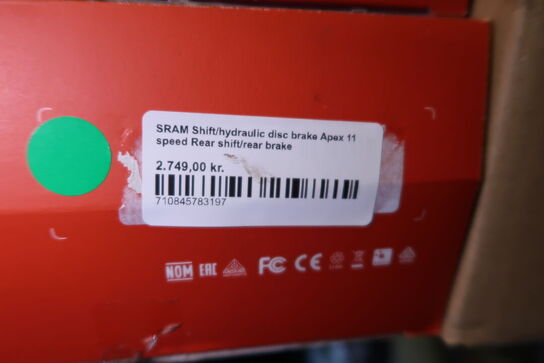 SRAM Shift/hydraulic disc brake Apex 11
speed Rear shift/rear brake
2.749,00 kr.
710845783197
NOM EAC FC CE